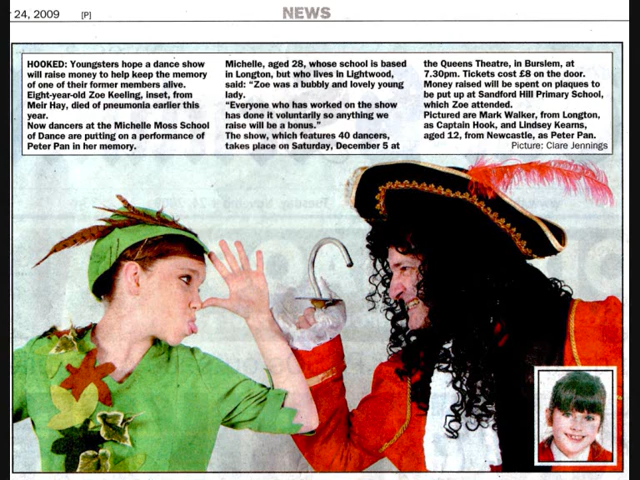 24, 2009 [P] NEWS
HOOKED: Youngsters hope a dance show
will raise money to help keep the memory
of one of their former members alive.
Eight-year-old Zoe Keeling, inset, from
Meir Hay, died of pneumonia earlier this
year.
Now dancers at the Michelle Moss School
of Dance are putting on a performance of
Peter Pan in her memory.
Michelle, aged 28, whose school is based
in Longton, but who lives in Lightwood,
said: “Zoe was a bubbly and lovely young
lady.
“Everyone who has worked on the show
has done it voluntarily so anything we
raise will be a bonus.”
The show, which features 40 dancers,
takes place on Saturday, December 5 at
the Queens Theatre, in Burslem, at
7.30pm. Tickets cost £8 on the door.
Money raised will be spent on plaques to
be put up at Sandford Hill Primary School,
which Zoe attended.
Pictured are Mark Walker, from Longton,
as Captain Hook, and Lindsey Kearns,
aged 12, from Newcastle, as Peter Pan.
Picture: Clare Jennings